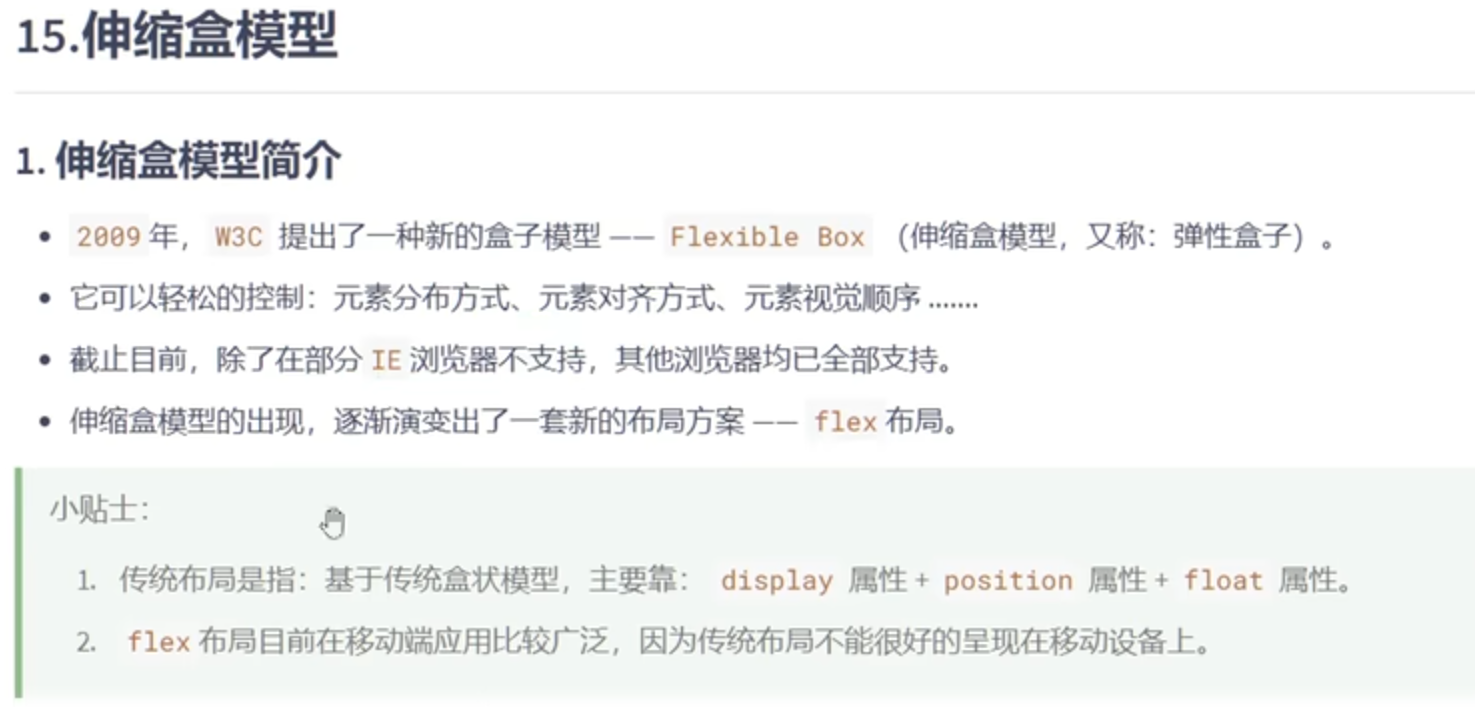 15.伸缩盒模型
1. 伸缩盒模型简介
• 2009年，W3C 提出了一种新的盒子模型 —— Flexible Box （伸缩盒模型，又称：弹性盒子）。
• 它可以轻松的控制：元素分布方式、元素对齐方式、元素视觉顺序 .......
• 截止目前，除了在部分 IE 浏览器不支持，其他浏览器均已全部支持。
• 伸缩盒模型的出现，逐渐演变出了一套新的布局方案 —— flex 布局。
小贴士：
1. 传统布局是指：基于传统盒状模型，主要靠： display 属性 + position 属性 + float 属性。
2. flex 布局目前在移动端应用比较广泛，因为传统布局不能很好的呈现在移动设备上。